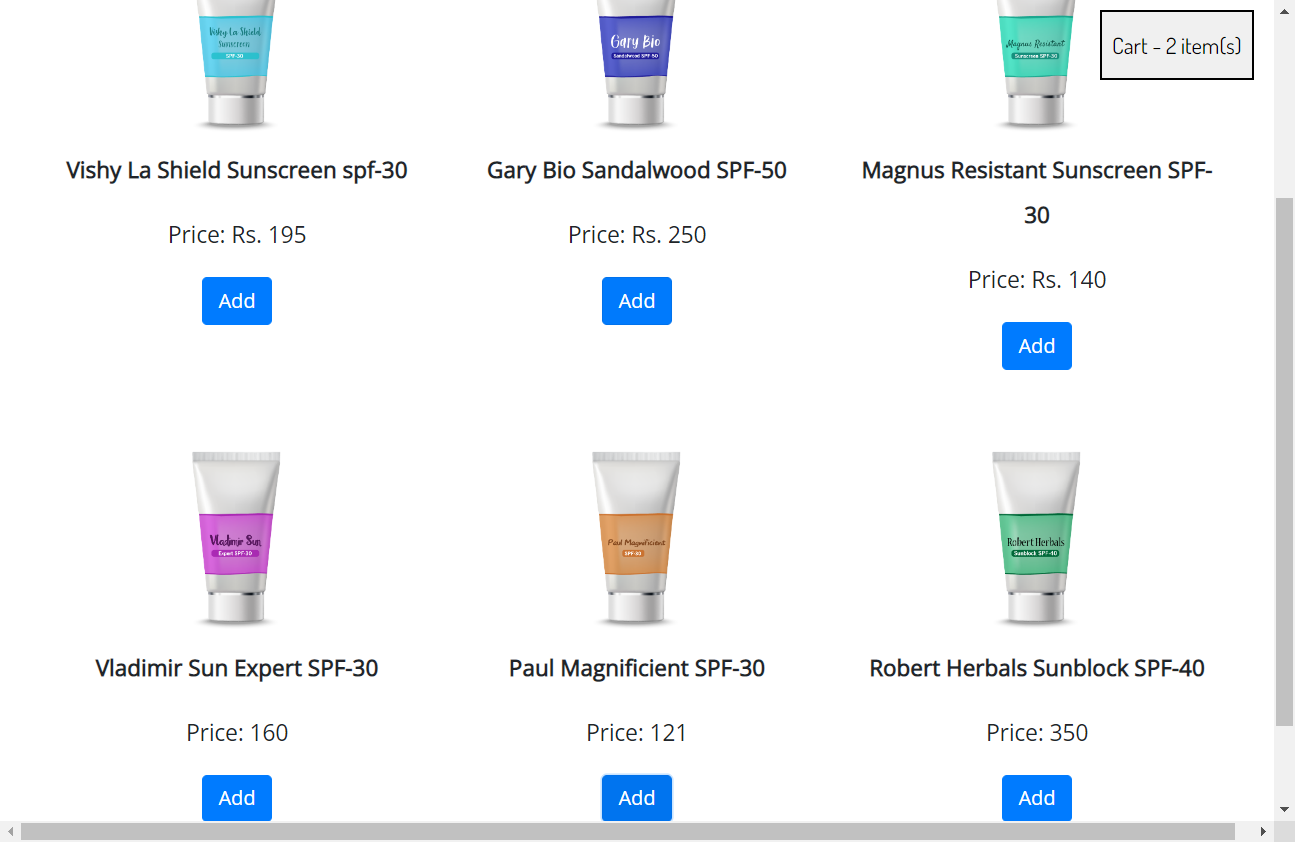 Vishy La Shield
Sunscreen
SPF-30
Gary Bio
Sandalwood SPF-50
Magnus Resistant
Sunscreen SPF-30
Cart - 2 item(s)
Vishy La Shield Sunscreen spf-30
Gary Bio Sandalwood SPF-50
Magnus Resistant Sunscreen SPF-
30
Price: Rs. 195
Price: Rs. 250
Price: Rs. 140
Add
Add
Add
Vladimir Sun
Expert SPF-30
Paul Magnificient
SPF-30
Robert Herbals
Sunblock SPF-40
Vladimir Sun Expert SPF-30
Paul Magnificient SPF-30
Robert Herbals Sunblock SPF-40
Price: 160
Price: 121
Price: 350
Add
Add
Add